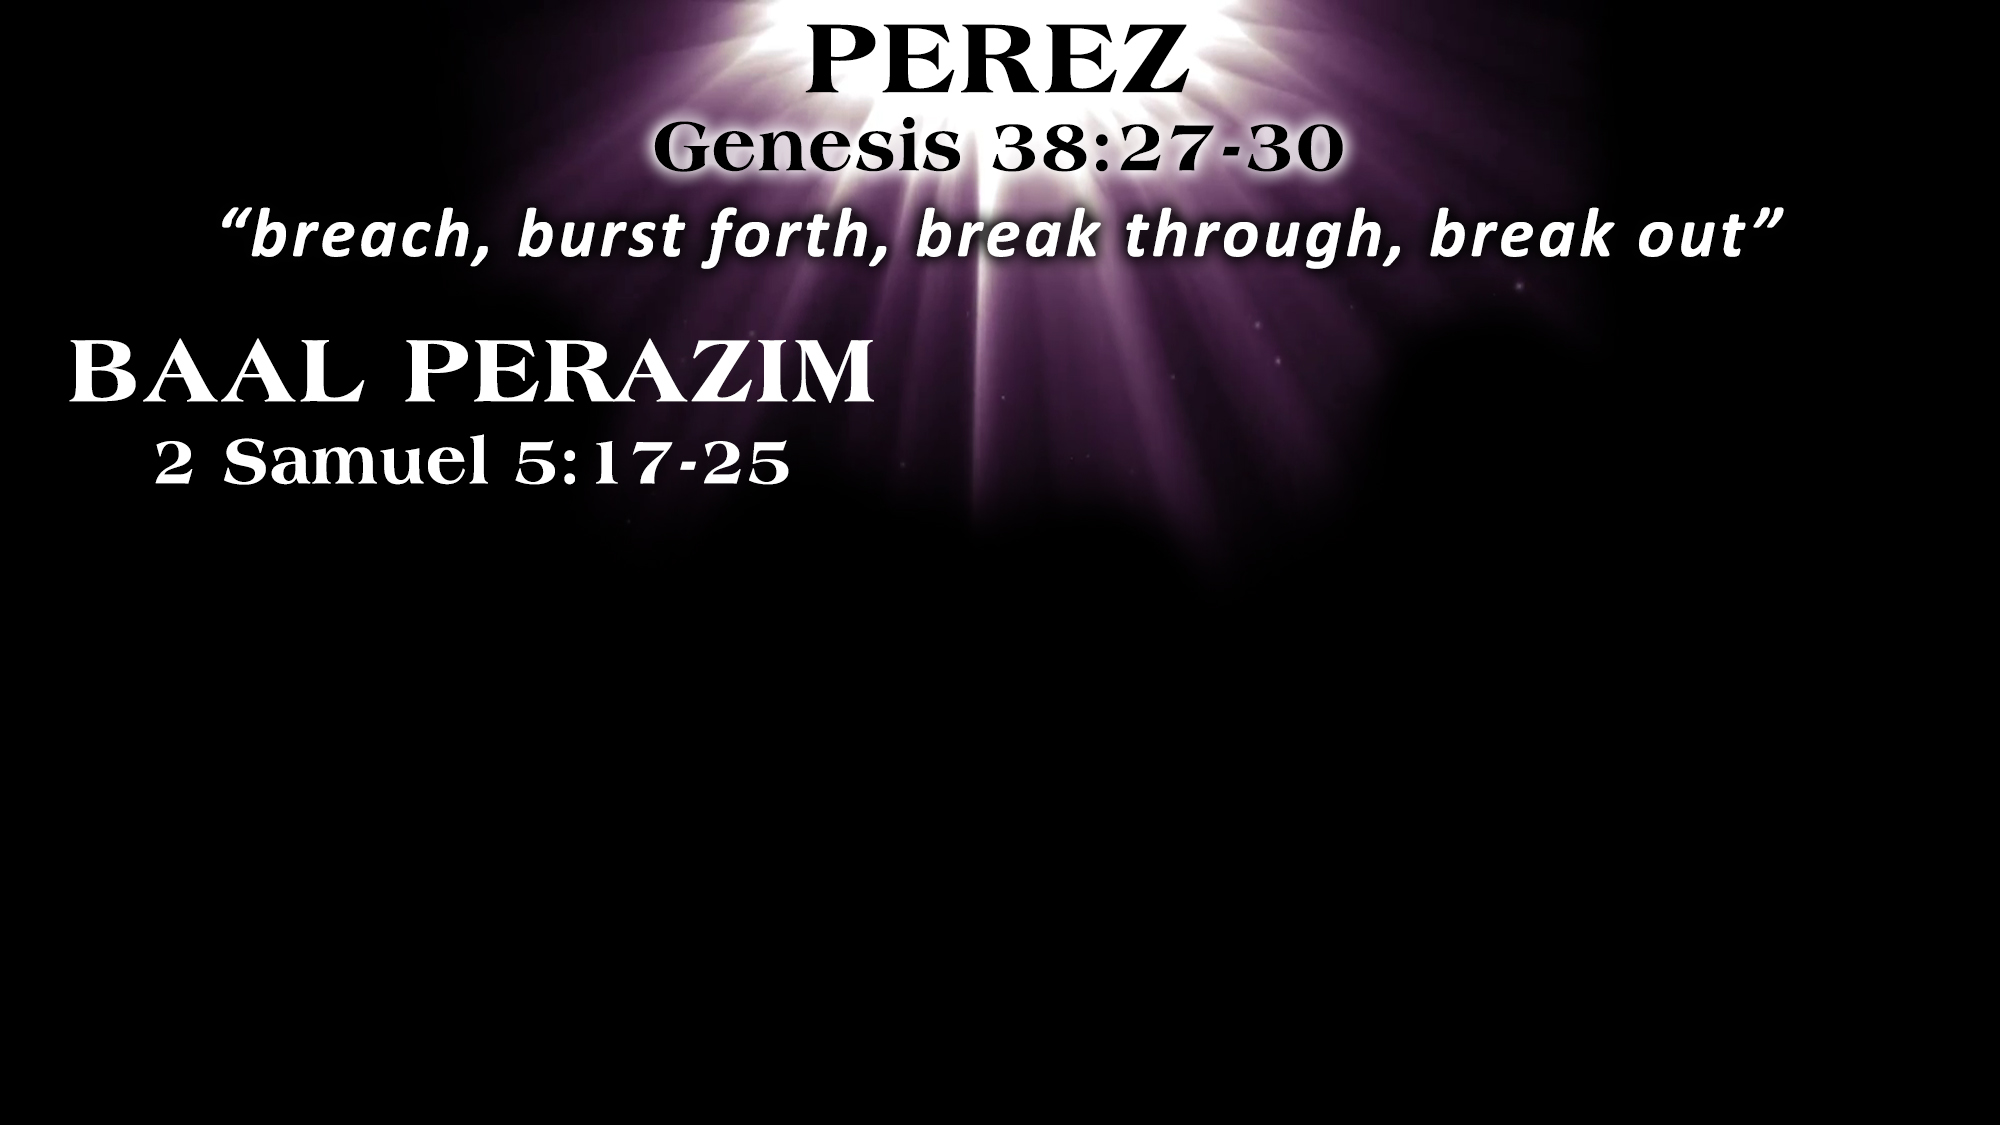 PEREZ
Genesis 38:27-30
“breach, burst forth, break through, break out”
BAAL PERAZIM
2 Samuel 5:17-25